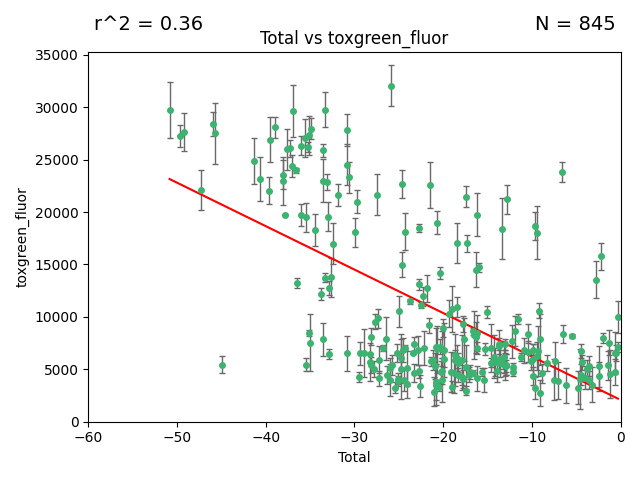 r^2 = 0.36 N = 845
Total vs toxgreen_fluor
35000
30000
25000
20000
15000
10000
5000
0
toxgreen_fluor
−60 −50 −40 −30 −20 −10 0
Total